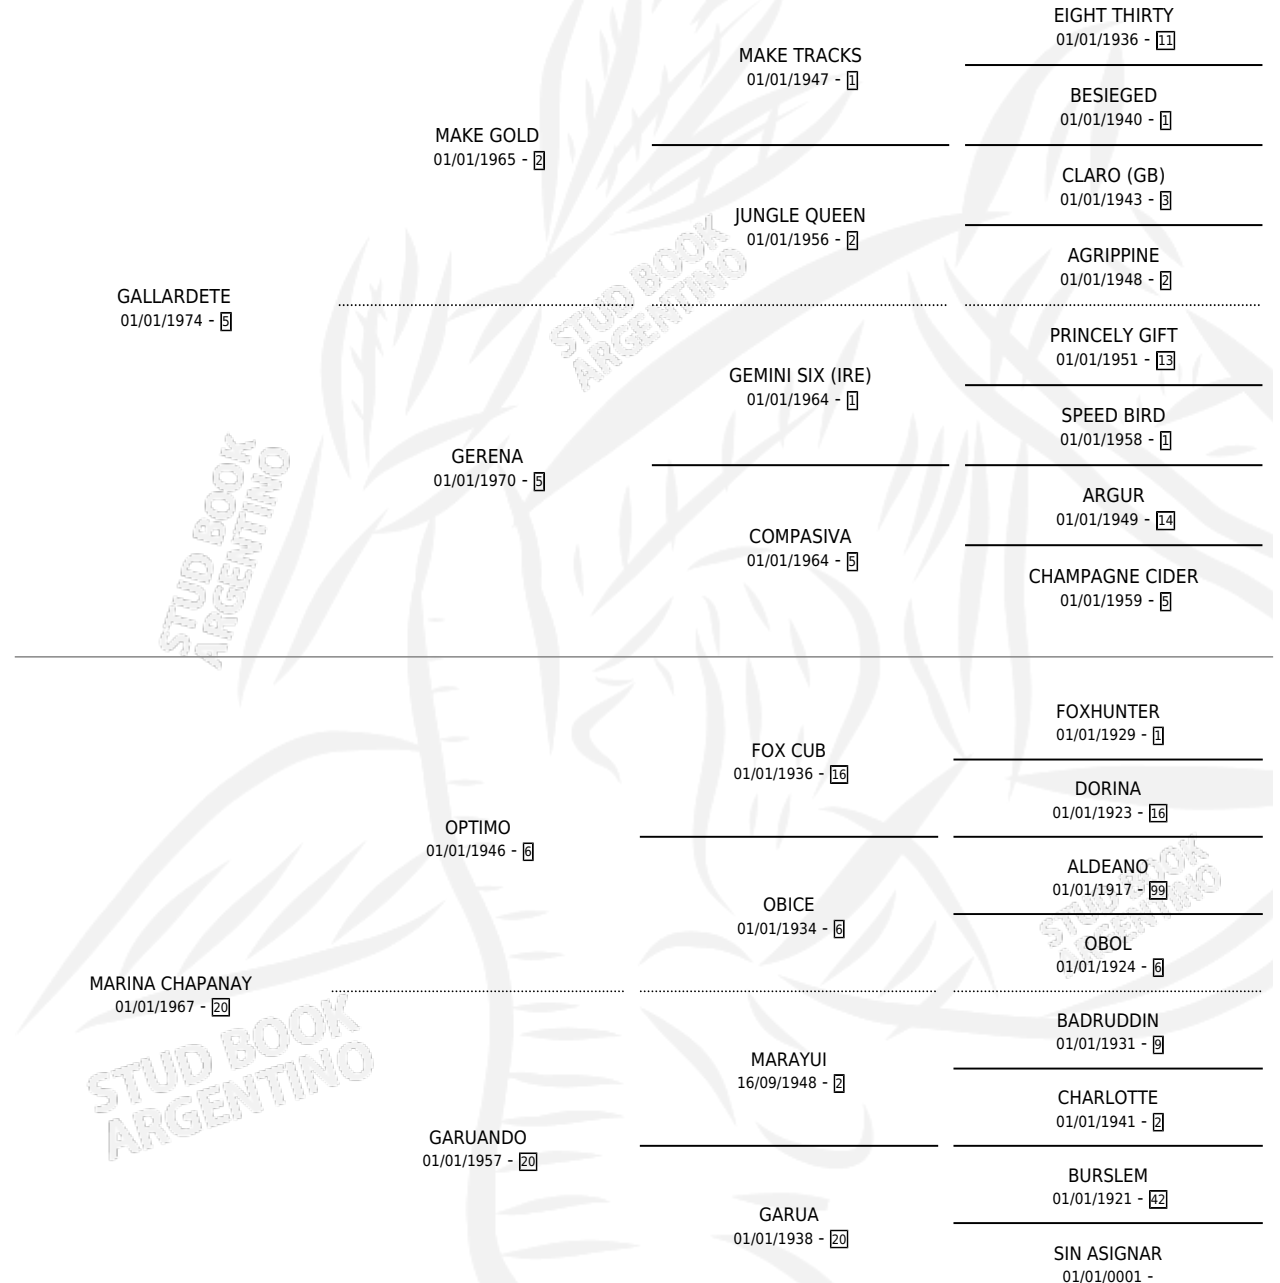 EIGHT THIRTY
01/01/1936 - 11
MAKE TRACKS
01/01/1947 - 1
BESIEGED
01/01/1940 - 1
MAKE GOLD
01/01/1965 - 2
CLARO (GB)
01/01/1943 - 3
JUNGLE QUEEN
01/01/1956 - 2
AGRIPPINE
01/01/1948 - 2
GALLARDETE
01/01/1974 - 5
PRINCELY GIFT
01/01/1951 - 13
GEMINI SIX (IRE)
01/01/1964 - 1
SPEED BIRD
01/01/1958 - 1
GERENA
01/01/1970 - 5
ARGUR
01/01/1949 - 14
COMPASIVA
01/01/1964 - 5
CHAMPAGNE CIDER
01/01/1959 - 5
STUD BOOK
ARGENTINO
STUD BOOK
ARGENTINO
FOXHUNTER
01/01/1929 - 1
FOX CUB
01/01/1936 - 16
DORINA
01/01/1923 - 16
OPTIMO
01/01/1946 - 6
ALDEANO
01/01/1917 - 99
OBICE
01/01/1934 - 6
OBOL
01/01/1924 - 6
MARINA CHAPANAY
01/01/1967 - 20
BADRUDDIN
01/01/1931 - 9
MARAYUI
16/09/1948 - 2
CHARLOTTE
01/01/1941 - 2
GARUANDO
01/01/1957 - 20
BURSLEM
01/01/1921 - 42
GARUA
01/01/1938 - 20
SIN ASIGNAR
01/01/0001 -
STUD BOOK
ARGENTINO
STUD BOOK
ARGENTINO